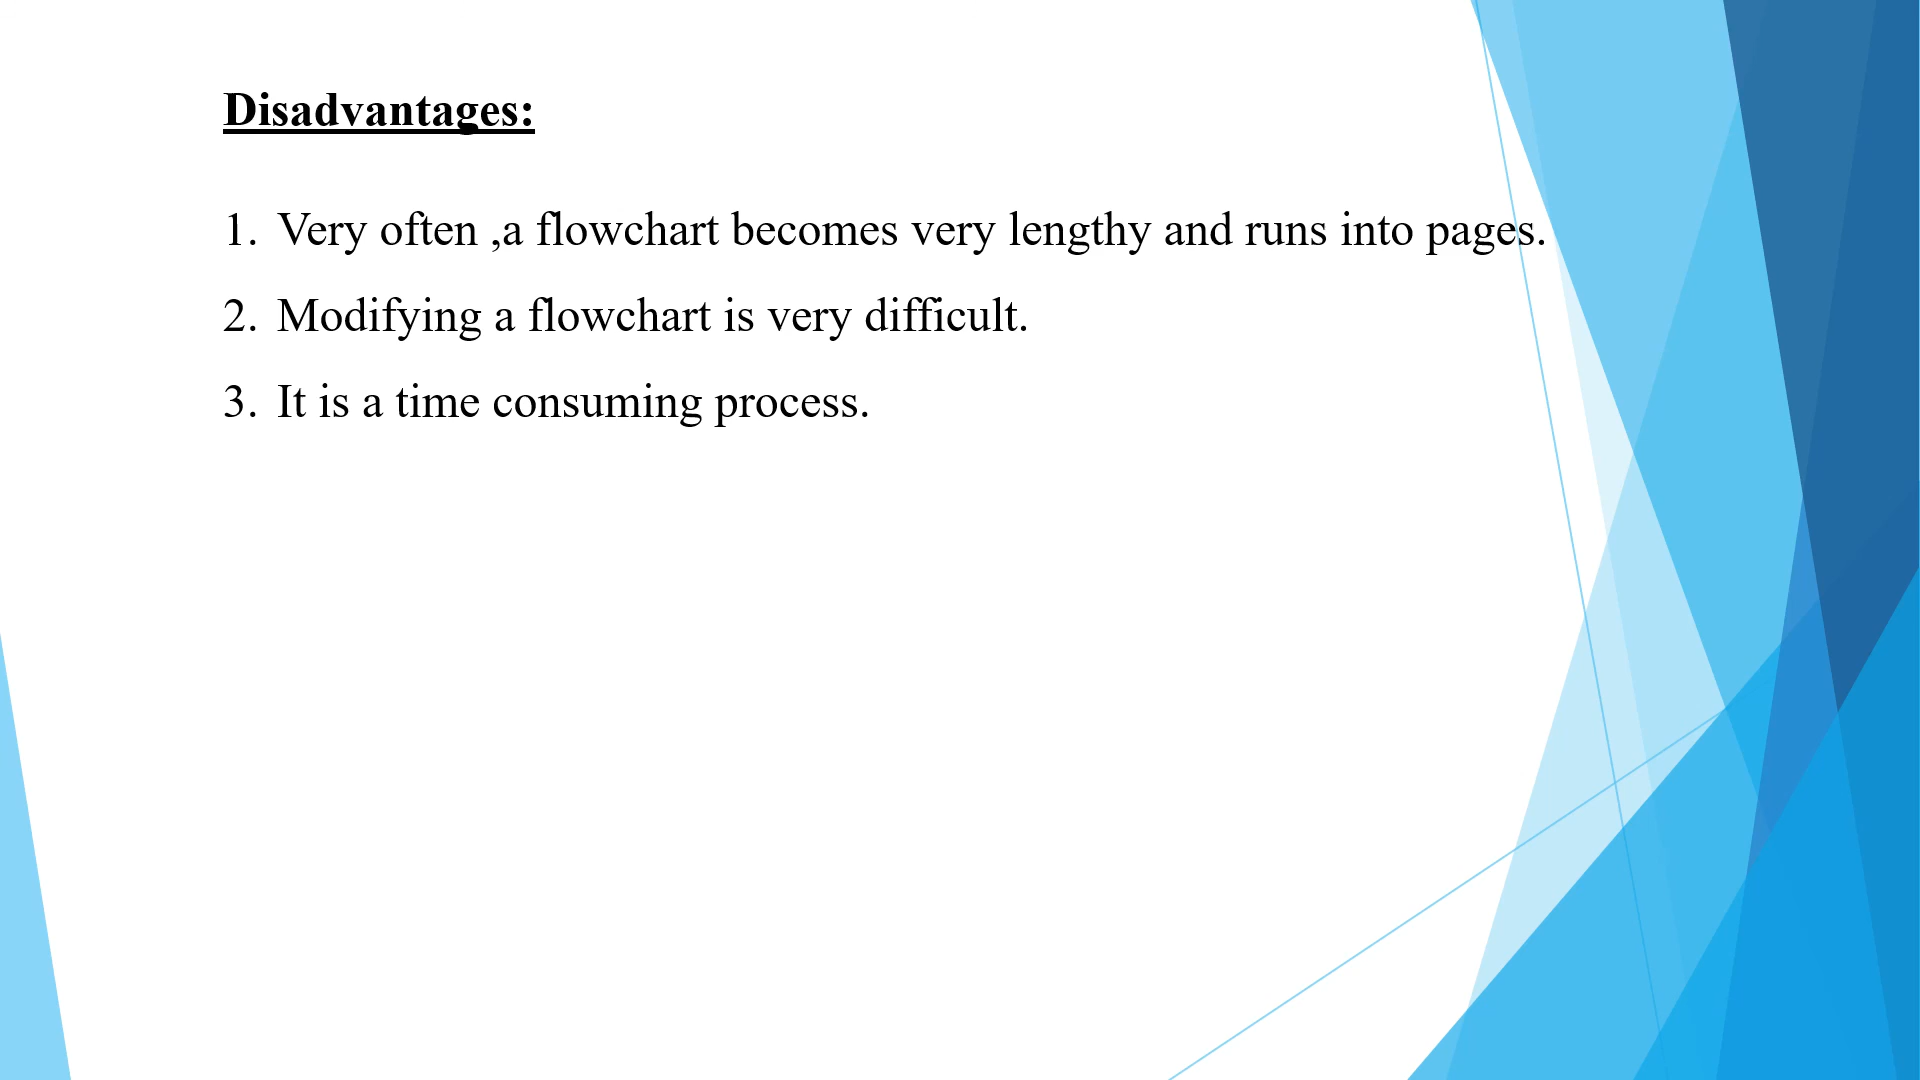 Disadvantages:
1. Very often ,a flowchart becomes very lengthy and runs into pages.
2. Modifying a flowchart is very difficult.
3. It is a time consuming process.